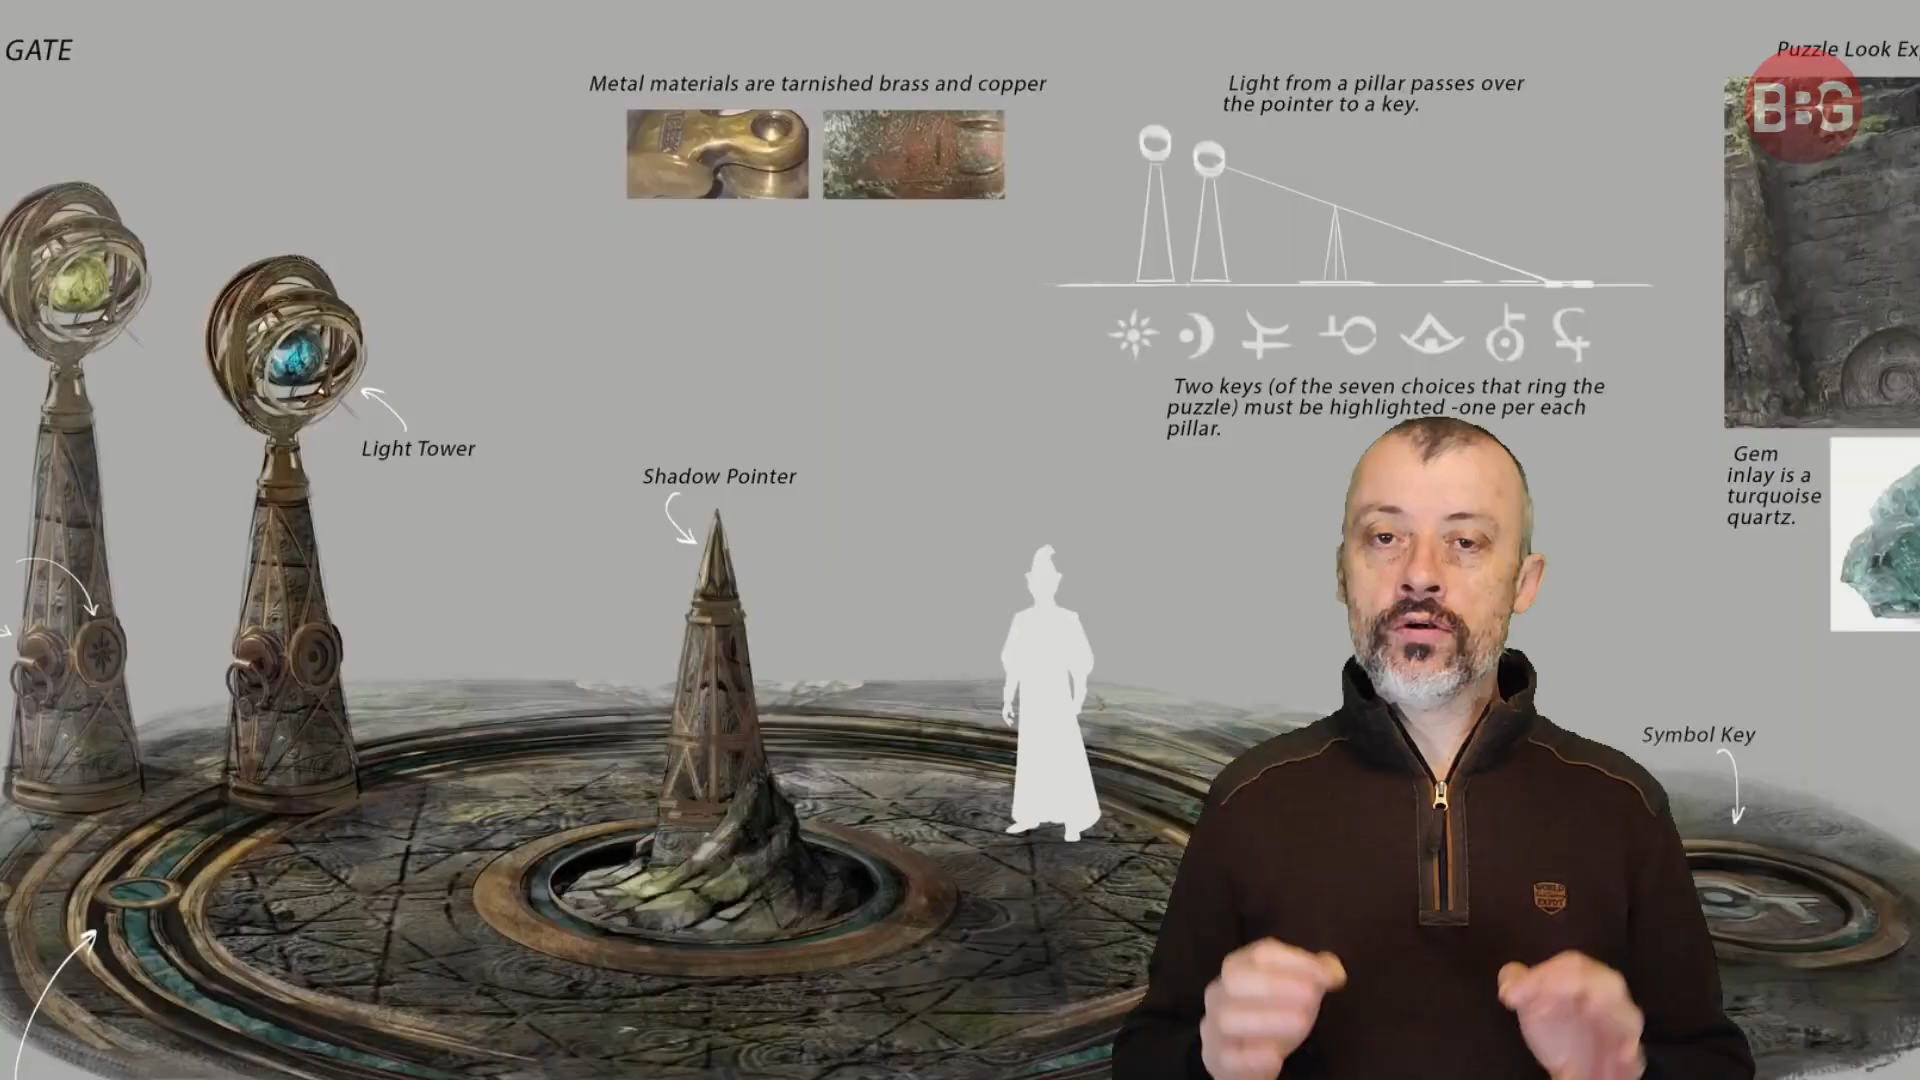 GATE
Metal materials are tarnished brass and copper
Light from a pillar passes over
the pointer to a key.
Puzzle Look Ex
BBG
Two keys (of the seven choices that ring the
puzzle) must be highlighted -one per each
pillar.
Light Tower
Shadow Pointer
Gem
inlay is a
turquoise
quartz.
Symbol Key
WORLD
EXPDT